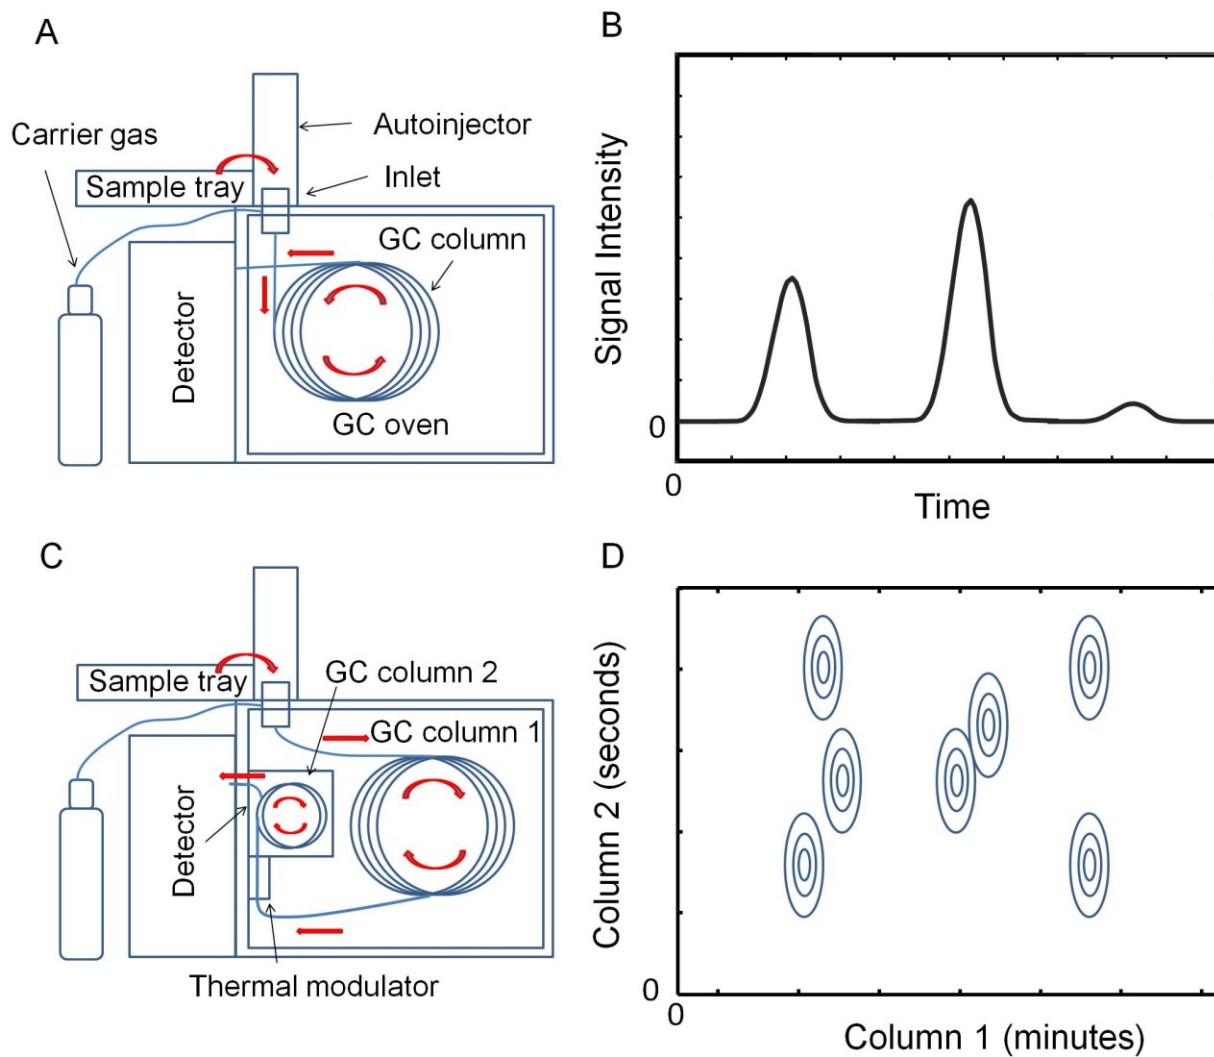 A
Carrier gas
Autoinjector
Sample tray
Inlet
GC column
Detector
GC oven
B
Signal Intensity
0
0
Time
C
Sample tray
GC column 2
GC column 1
Detector
Thermal modulator
D
Column 2 (seconds)
0
0
Column 1 (minutes)